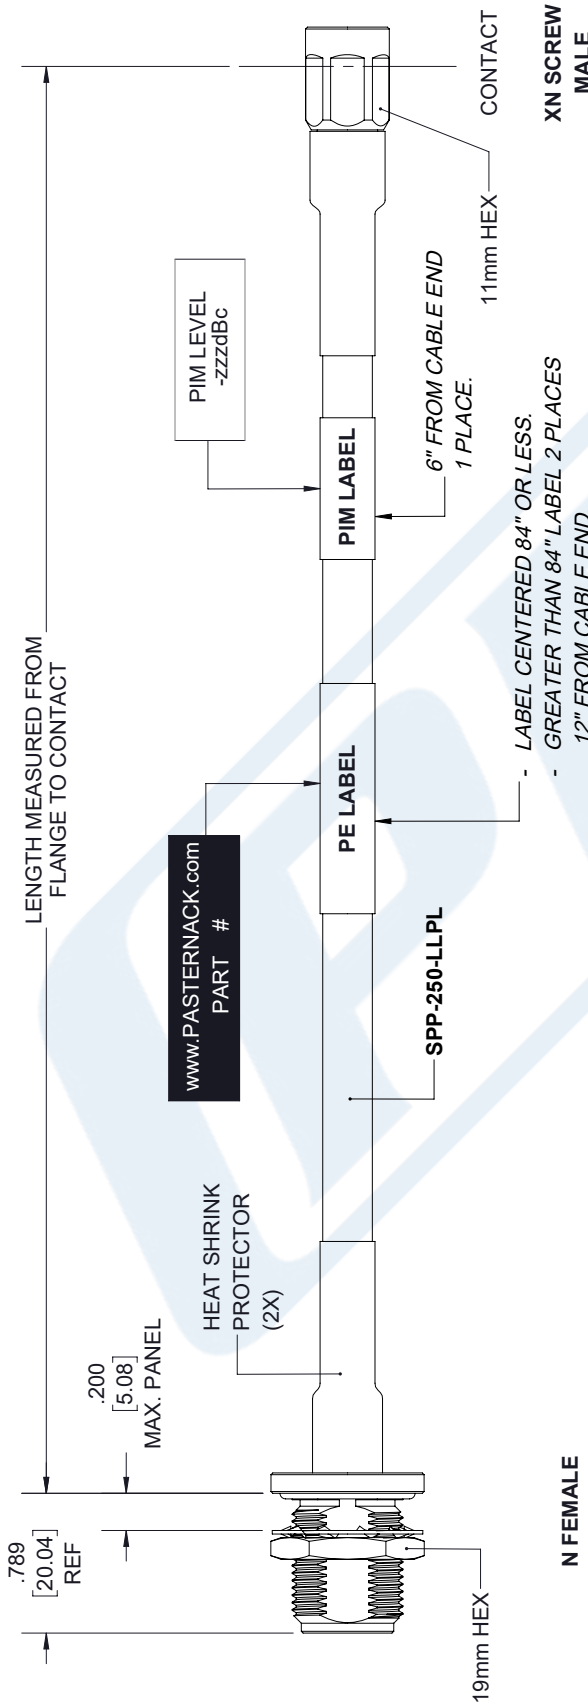 LENGTH MEASURED FROM
FLANGE TO CONTACT
.789
[20.04]
REF
.200
[5.08]
MAX. PANEL
HEAT SHRINK
PROTECTOR
(2X)
www.PASTERNACK.com
PART #
PIM LEVEL
-zzzdBc
PE LABEL
PIM LABEL
SPP-250-LLPL
6" FROM CABLE END
1 PLACE.
- LABEL CENTERED 84" OR LESS.
- GREATER THAN 84" LABEL 2 PLACES
12" FROM CABLE END
19mm HEX
11mm HEX
CONTACT
N FEMALE
XN SCREW
MALE